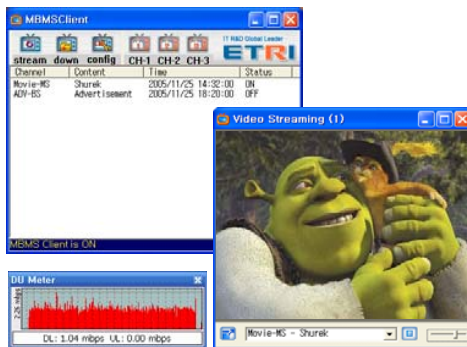 MBMSClient
IT R&D Global Leader
ETRI
stream down config CH-1 CH-2 CH-3
Channel Content Time Status
Movie-MS Shurek 2005/11/25 14:32:00 ON
ADV-BS Advertisement 2005/11/25 18:20:00 OFF
MBMS Client is ON
Video Streaming (1)
Movie-MS - Shurek
DU Meter
2.26 mbps
DL: 1.04 mbps UL: 0.00 mbps